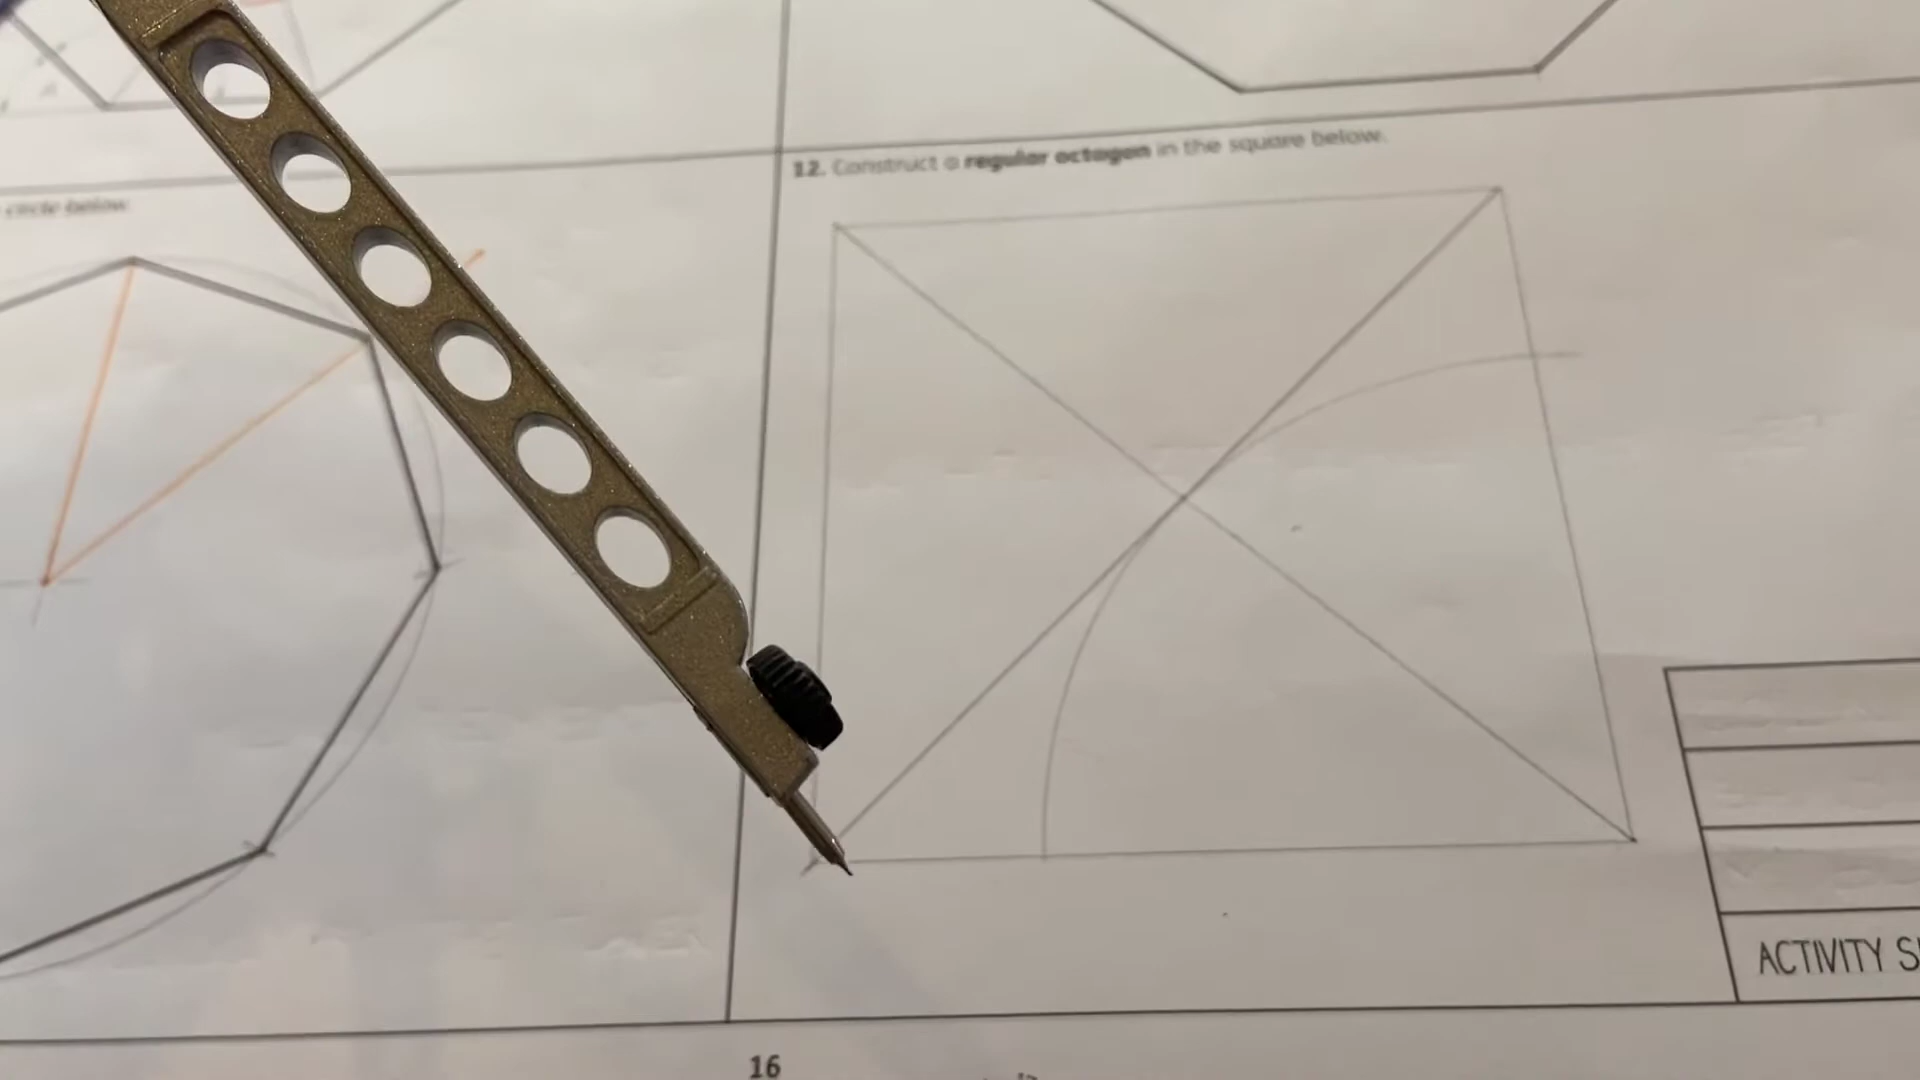 circle below.
12. Construct a regular octagon in the square below.
ACTIVITY
16